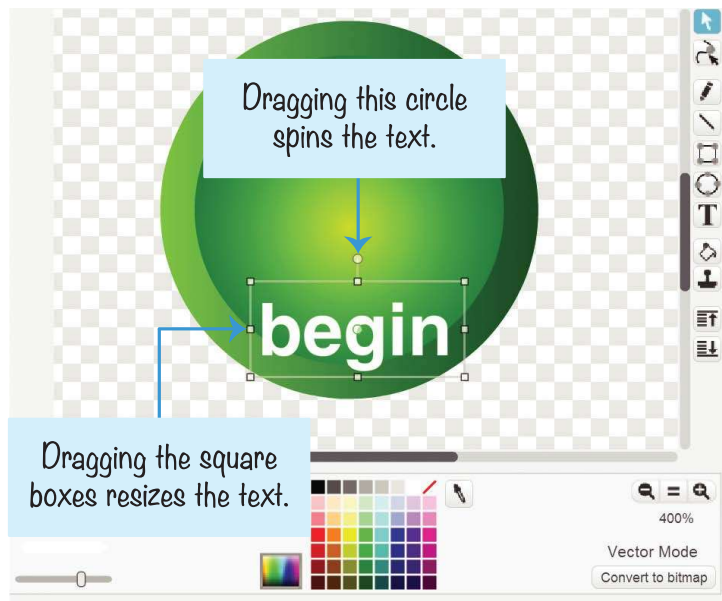 Dragging this circle
spins the text.
T
begin
Dragging the square
boxes resizes the text.
400%
Vector Mode
Convert to bitmap